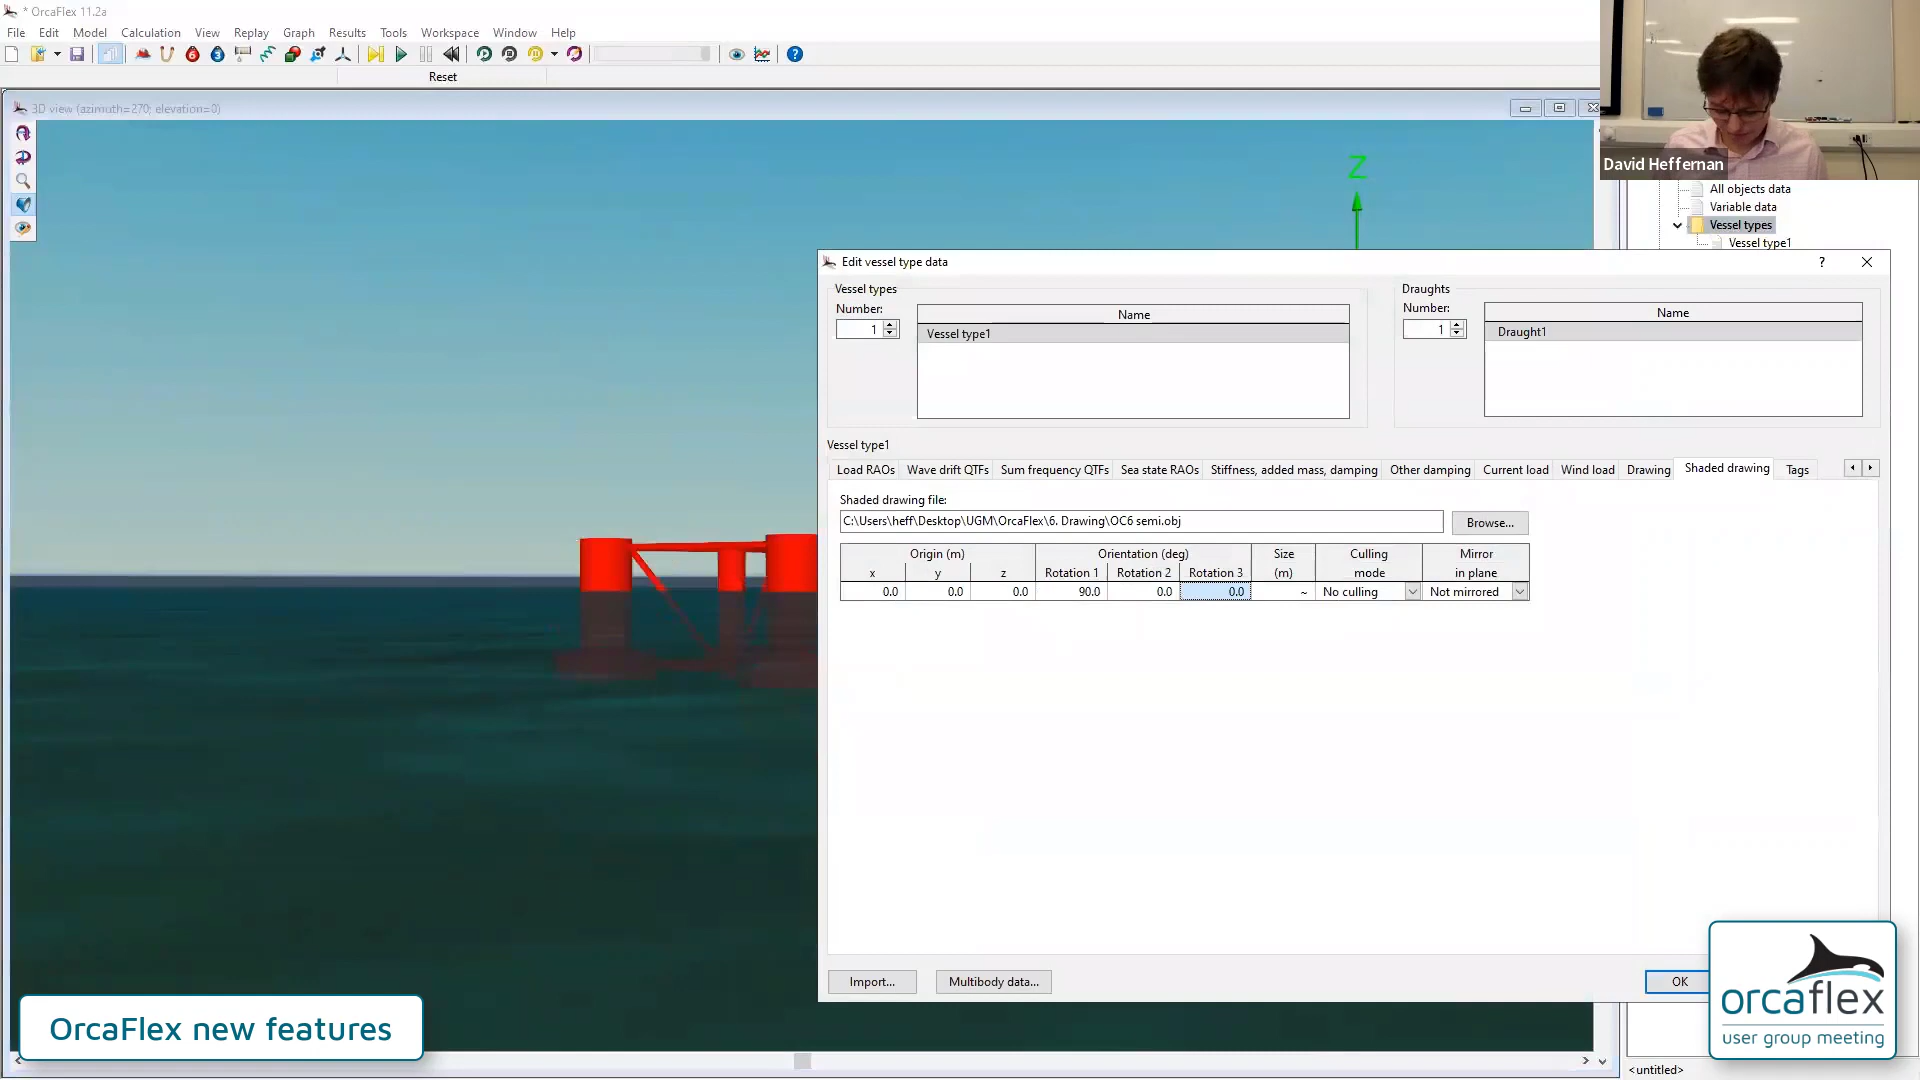 * OrcaFlex 11.2a
File Edit Model Calculation View Replay Graph Results Tools Workspace Window Help
Reset
3D view (azimuth=270; elevation=0)
Z
David Heffernan
All objects data
Variable data
Vessel types
Vessel type1
Edit vessel type data
?
Vessel types
Number:
1
Name
Vessel type1
Draughts
Number:
1
Name
Draught1
Vessel type1
Load RAOs Wave drift QTFs Sum frequency QTFs Sea state RAOs Stiffness, added mass, damping Other damping Current load Wind load Drawing Shaded drawing Tags
Shaded drawing file:
C:\Users\heff\Desktop\UGM\OrcaFlex\6. Drawing\OC6 semi.obj
Browse...
Origin (m) Orientation (deg) Size Culling Mirror
x y z Rotation 1 Rotation 2 Rotation 3 (m) mode in plane
0.0 0.0 0.0 90.0 0.0 0.0 ~ No culling Not mirrored
Import... Multibody data... OK
OrcaFlex new features
orcaflex
user group meeting
<untitled>